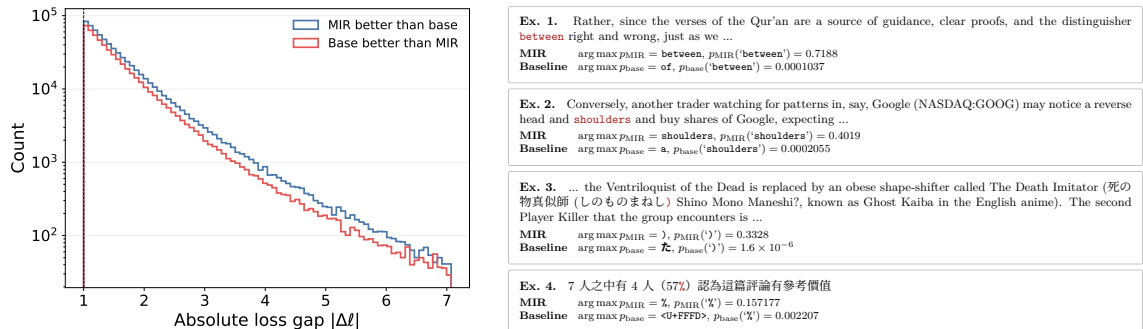 10^5
10^4
10^3
10^2
Count
MIR better than base
Base better than MIR
1 2 3 4 5 6 7
Absolute loss gap |Δℓ|
Ex. 1. Rather, since the verses of the Qur'an are a source of guidance, clear proofs, and the distinguisher
between right and wrong, just as we ...
MIR arg max p_MIR = between, p_MIR('between') = 0.7188
Baseline arg max p_base = of, p_base('between') = 0.0001037
Ex. 2. Conversely, another trader watching for patterns in, say, Google (NASDAQ:GOOG) may notice a reverse
head and shoulders and buy shares of Google, expecting ...
MIR arg max p_MIR = shoulders, p_MIR('shoulders') = 0.4019
Baseline arg max p_base = a, p_base('shoulders') = 0.0002055
Ex. 3. ... the Ventriloquist of the Dead is replaced by an obese shape-shifter called The Death Imitator (死の
物真似師 (しのものまねし) Shino Mono Maneshi?, known as Ghost Kaiba in the English anime). The second
Player Killer that the group encounters is ...
MIR arg max p_MIR = ), p_MIR(')') = 0.3328
Baseline arg max p_base = た, p_base(')') = 1.6 × 10^−6
Ex. 4. 7 人之中有 4 人（57%）認為這篇評論有參考價值
MIR arg max p_MIR = %, p_MIR('%') = 0.157177
Baseline arg max p_base = <U+FFFD>, p_base('%') = 0.002207